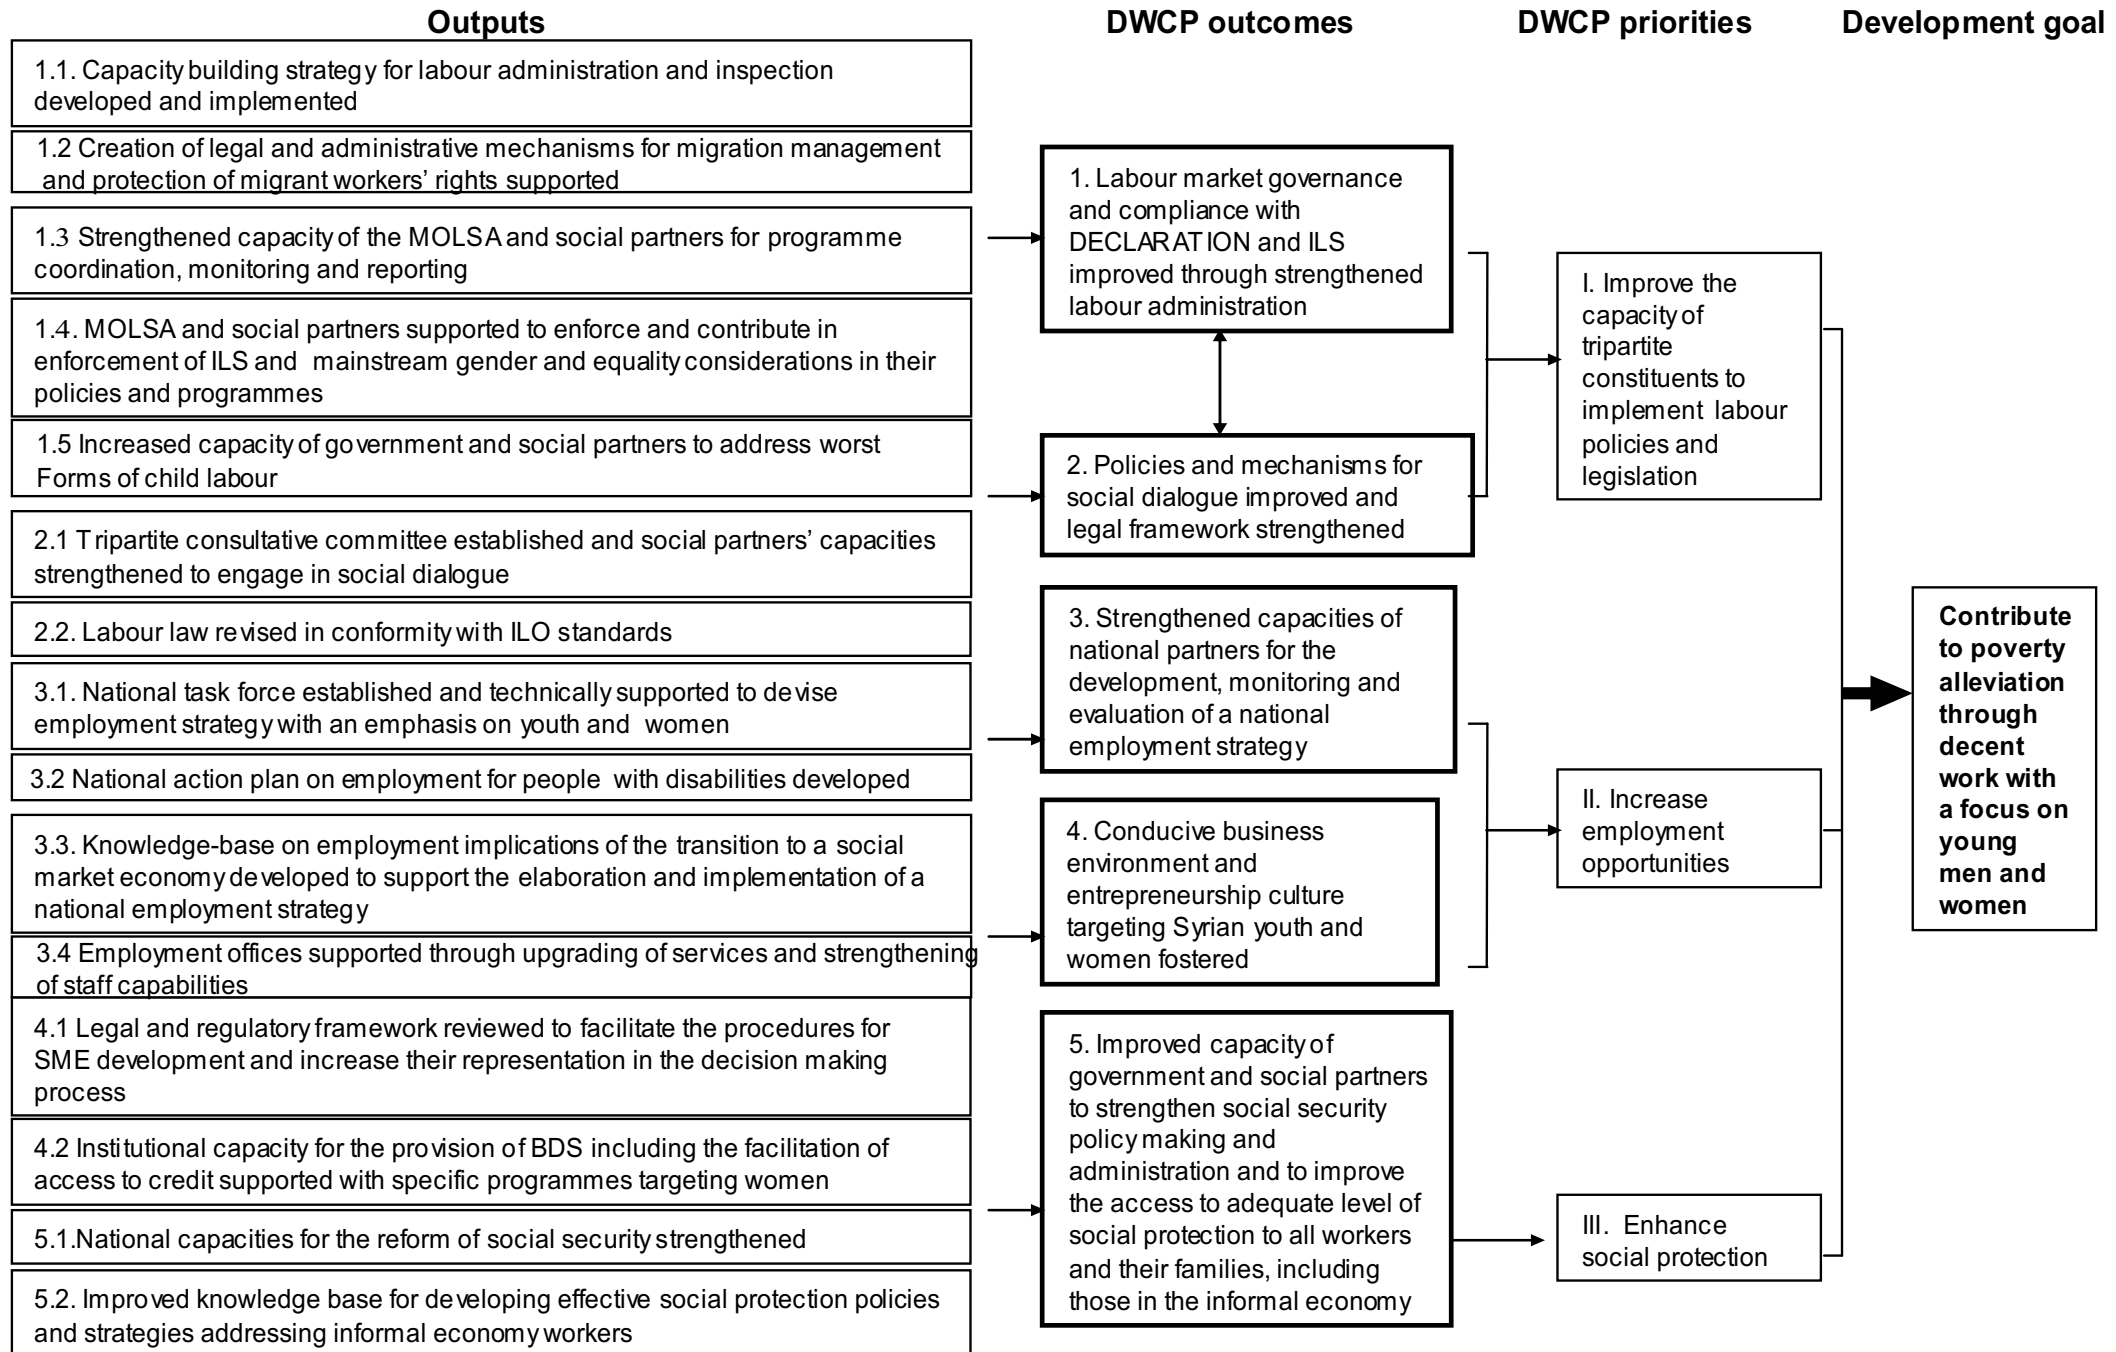 Outputs
DWCP outcomes
DWCP priorities
Development goal
1.1. Capacity building strategy for labour administration and inspection
developed and implemented
1.2 Creation of legal and administrative mechanisms for migration management
and protection of migrant workers’ rights supported
1.3 Strengthened capacity of the MOLSA and social partners for programme
coordination, monitoring and reporting
1.4. MOLSA and social partners supported to enforce and contribute in
enforcement of ILS and mainstream gender and equality considerations in their
policies and programmes
1.5 Increased capacity of government and social partners to address worst
Forms of child labour
2.1 Tripartite consultative committee established and social partners’ capacities
strengthened to engage in social dialogue
2.2. Labour law revised in conformity with ILO standards
3.1. National task force established and technically supported to devise
employment strategy with an emphasis on youth and women
3.2 National action plan on employment for people with disabilities developed
3.3. Knowledge-base on employment implications of the transition to a social
market economy developed to support the elaboration and implementation of a
national employment strategy
3.4 Employment offices supported through upgrading of services and strengthening
of staff capabilities
4.1 Legal and regulatory framework reviewed to facilitate the procedures for
SME development and increase their representation in the decision making
process
4.2 Institutional capacity for the provision of BDS including the facilitation of
access to credit supported with specific programmes targeting women
5.1.National capacities for the reform of social security strengthened
5.2. Improved knowledge base for developing effective social protection policies
and strategies addressing informal economy workers
1. Labour market governance
and compliance with
DECLARATION and ILS
improved through strengthened
labour administration
2. Policies and mechanisms for
social dialogue improved and
legal framework strengthened
3. Strengthened capacities of
national partners for the
development, monitoring and
evaluation of a national
employment strategy
4. Conducive business
environment and
entrepreneurship culture
targeting Syrian youth and
women fostered
5. Improved capacity of
government and social partners
to strengthen social security
policy making and
administration and to improve
the access to adequate level of
social protection to all workers
and their families, including
those in the informal economy
I. Improve the
capacity of
tripartite
constituents to
implement labour
policies and
legislation
II. Increase
employment
opportunities
III. Enhance
social protection
Contribute
to poverty
alleviation
through
decent
work with
a focus on
young
men and
women